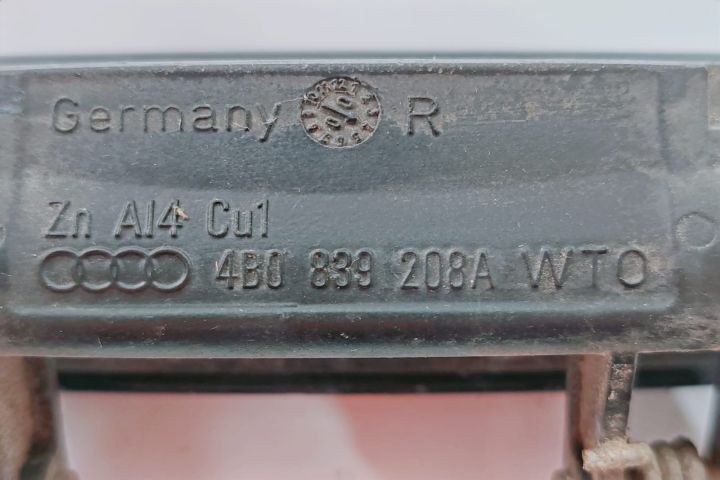 Germany R
Zn Al4 Cu1
4B0 839 208A WTO